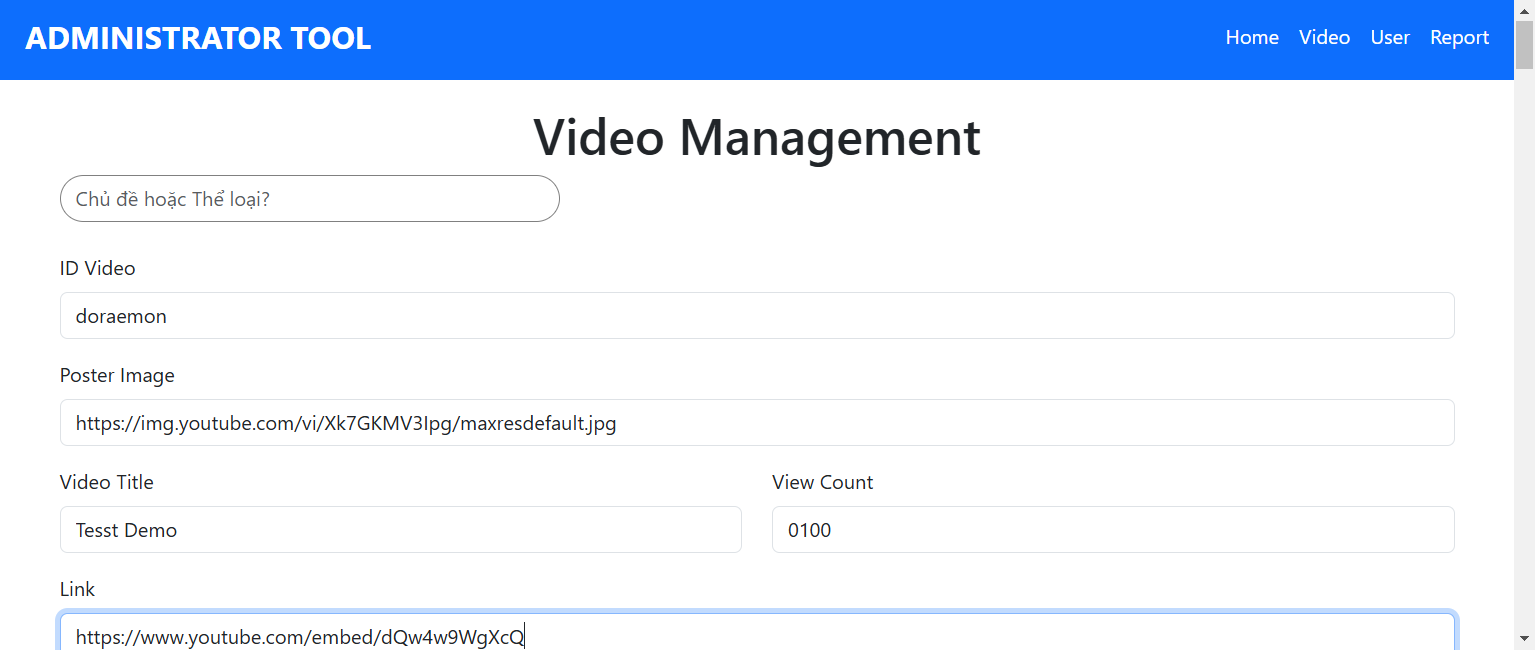 ADMINISTRATOR TOOL
Home Video User Report
Video Management
Chủ đề hoặc Thể loại?
ID Video
doraemon
Poster Image
https://img.youtube.com/vi/Xk7GKMV3Ipg/maxresdefault.jpg
Video Title
View Count
Tesst Demo
0100
Link
https://www.youtube.com/embed/dQw4w9WgXcQ